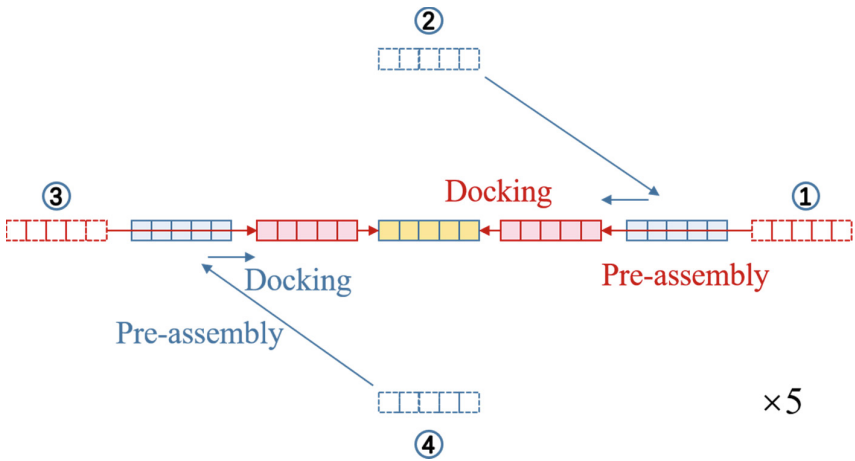 ②
Docking
③
①
Docking
Pre-assembly
Pre-assembly
×5
④